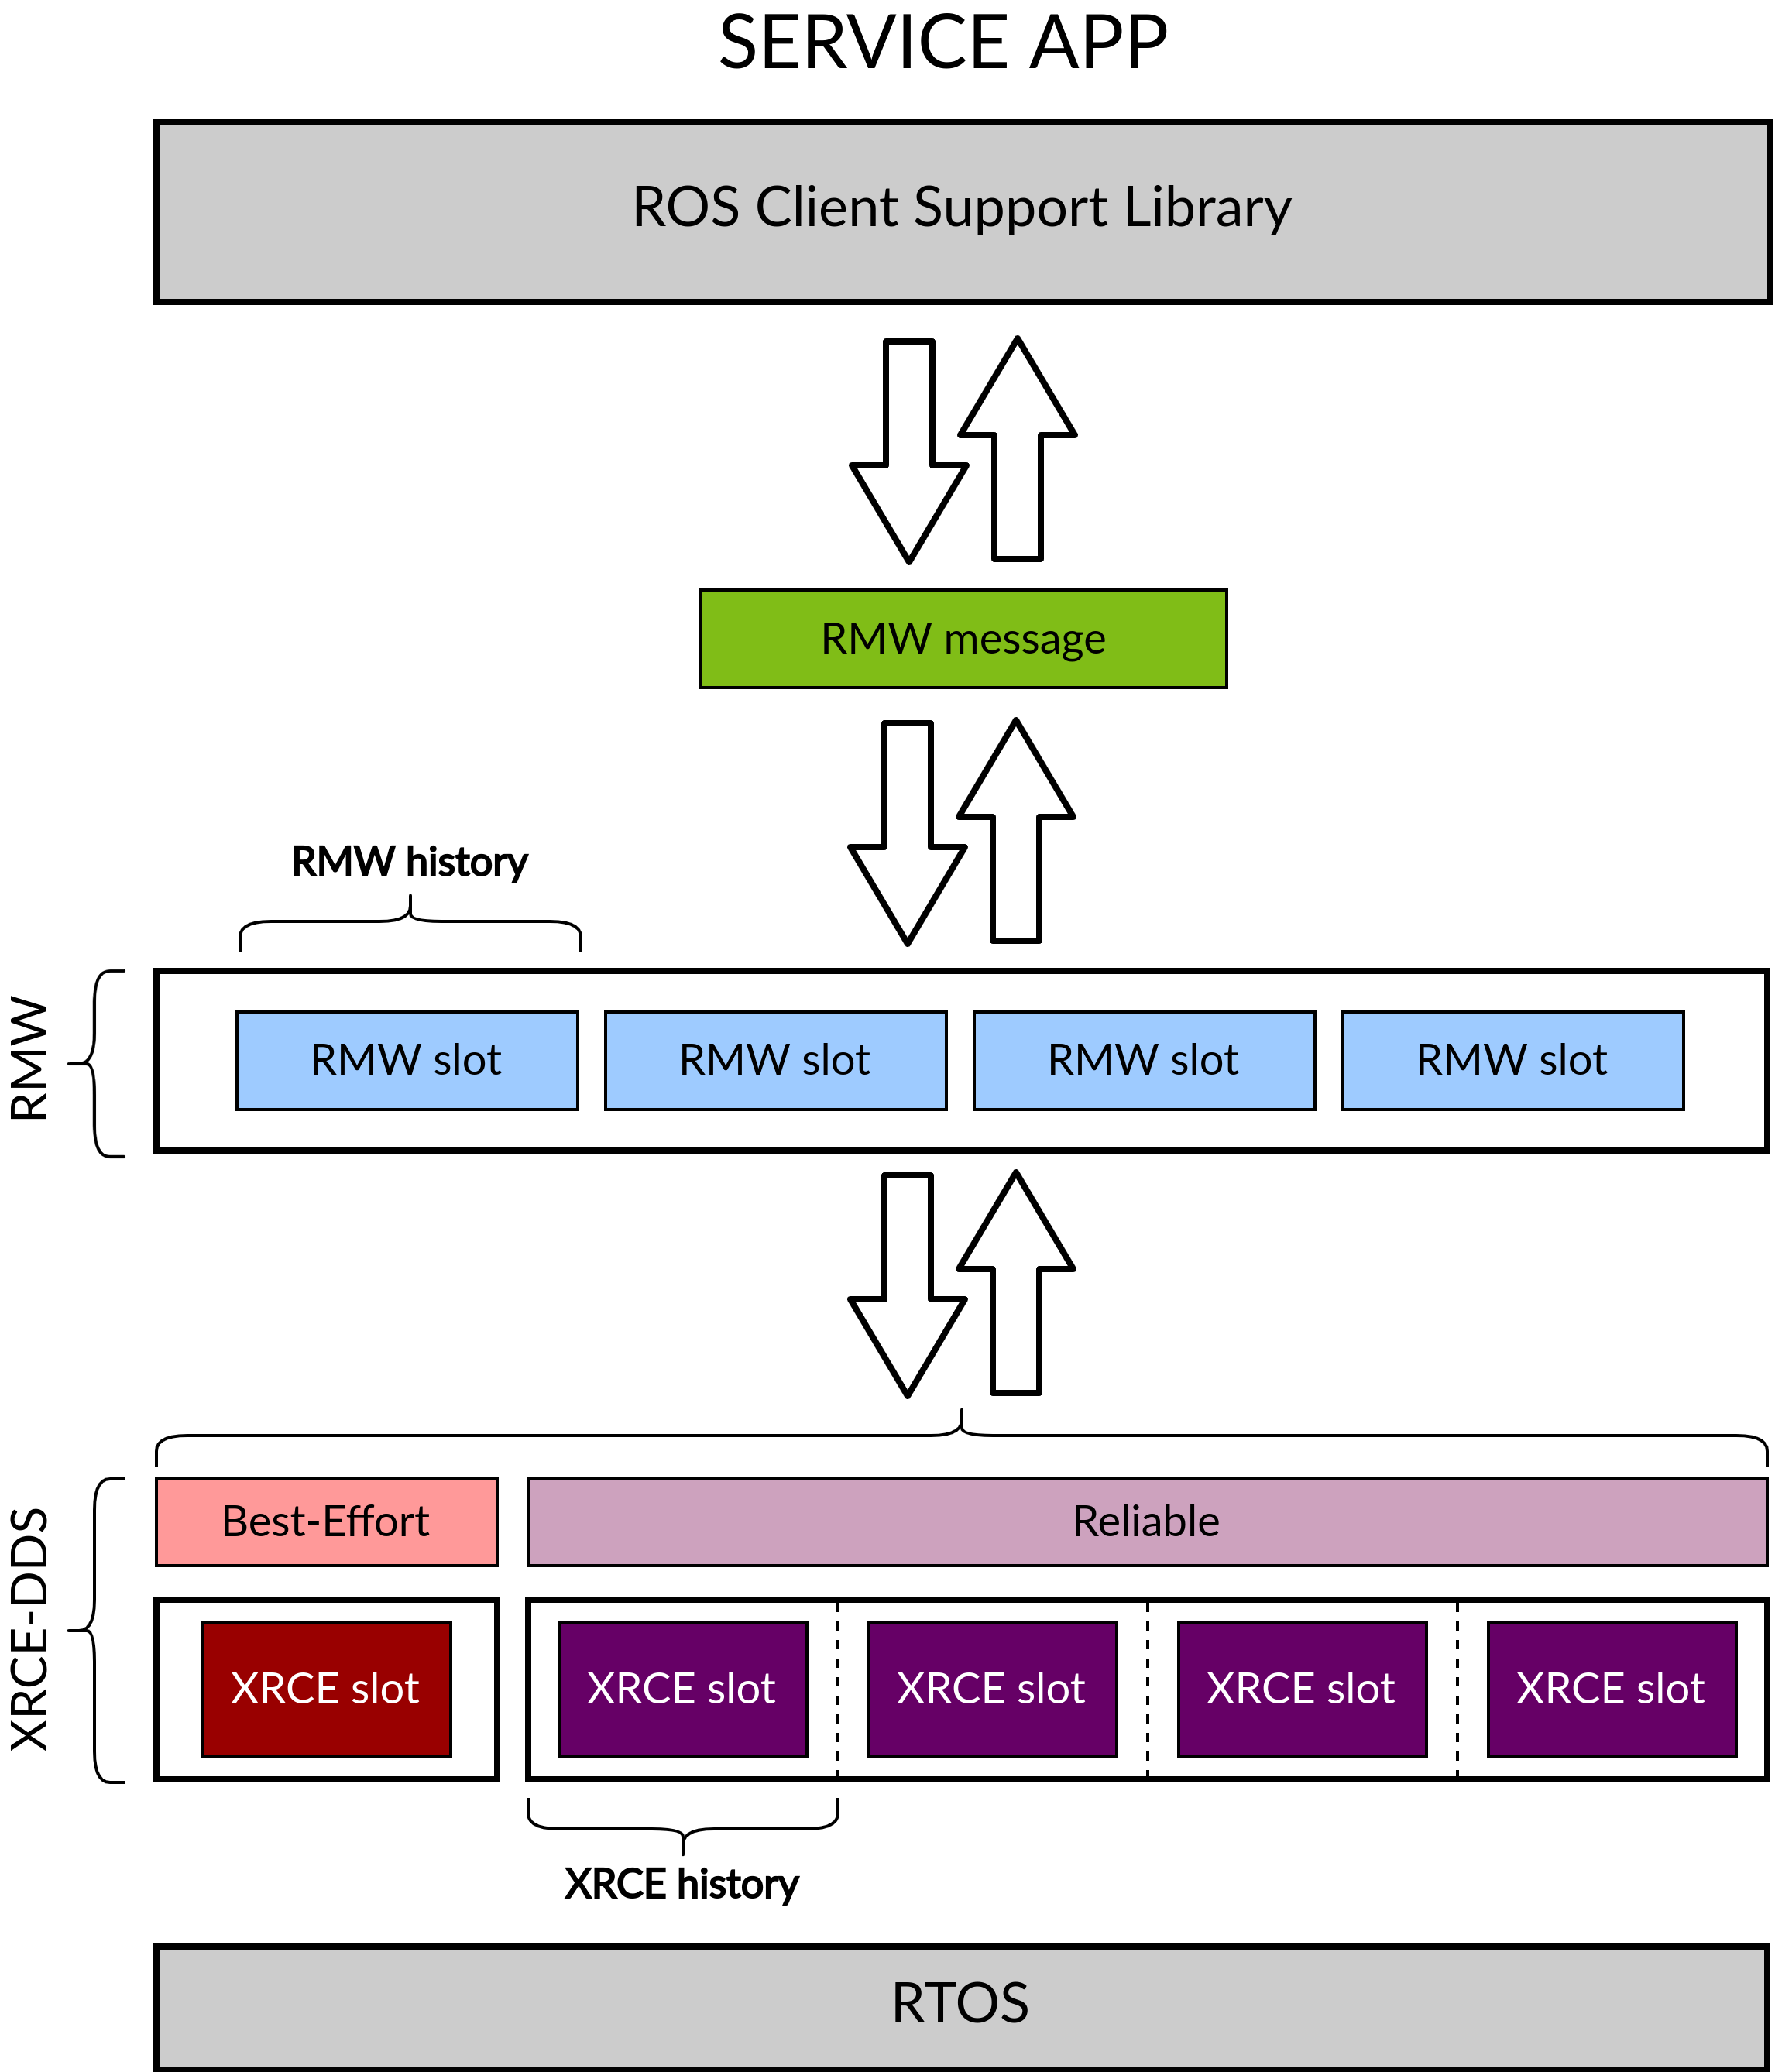 SERVICE APP
ROS Client Support Library
RMW message
RMW history
RMW
RMW slot
RMW slot
RMW slot
RMW slot
XRCE-DDS
Best-Effort
Reliable
XRCE slot
XRCE slot
XRCE slot
XRCE slot
XRCE slot
XRCE history
RTOS